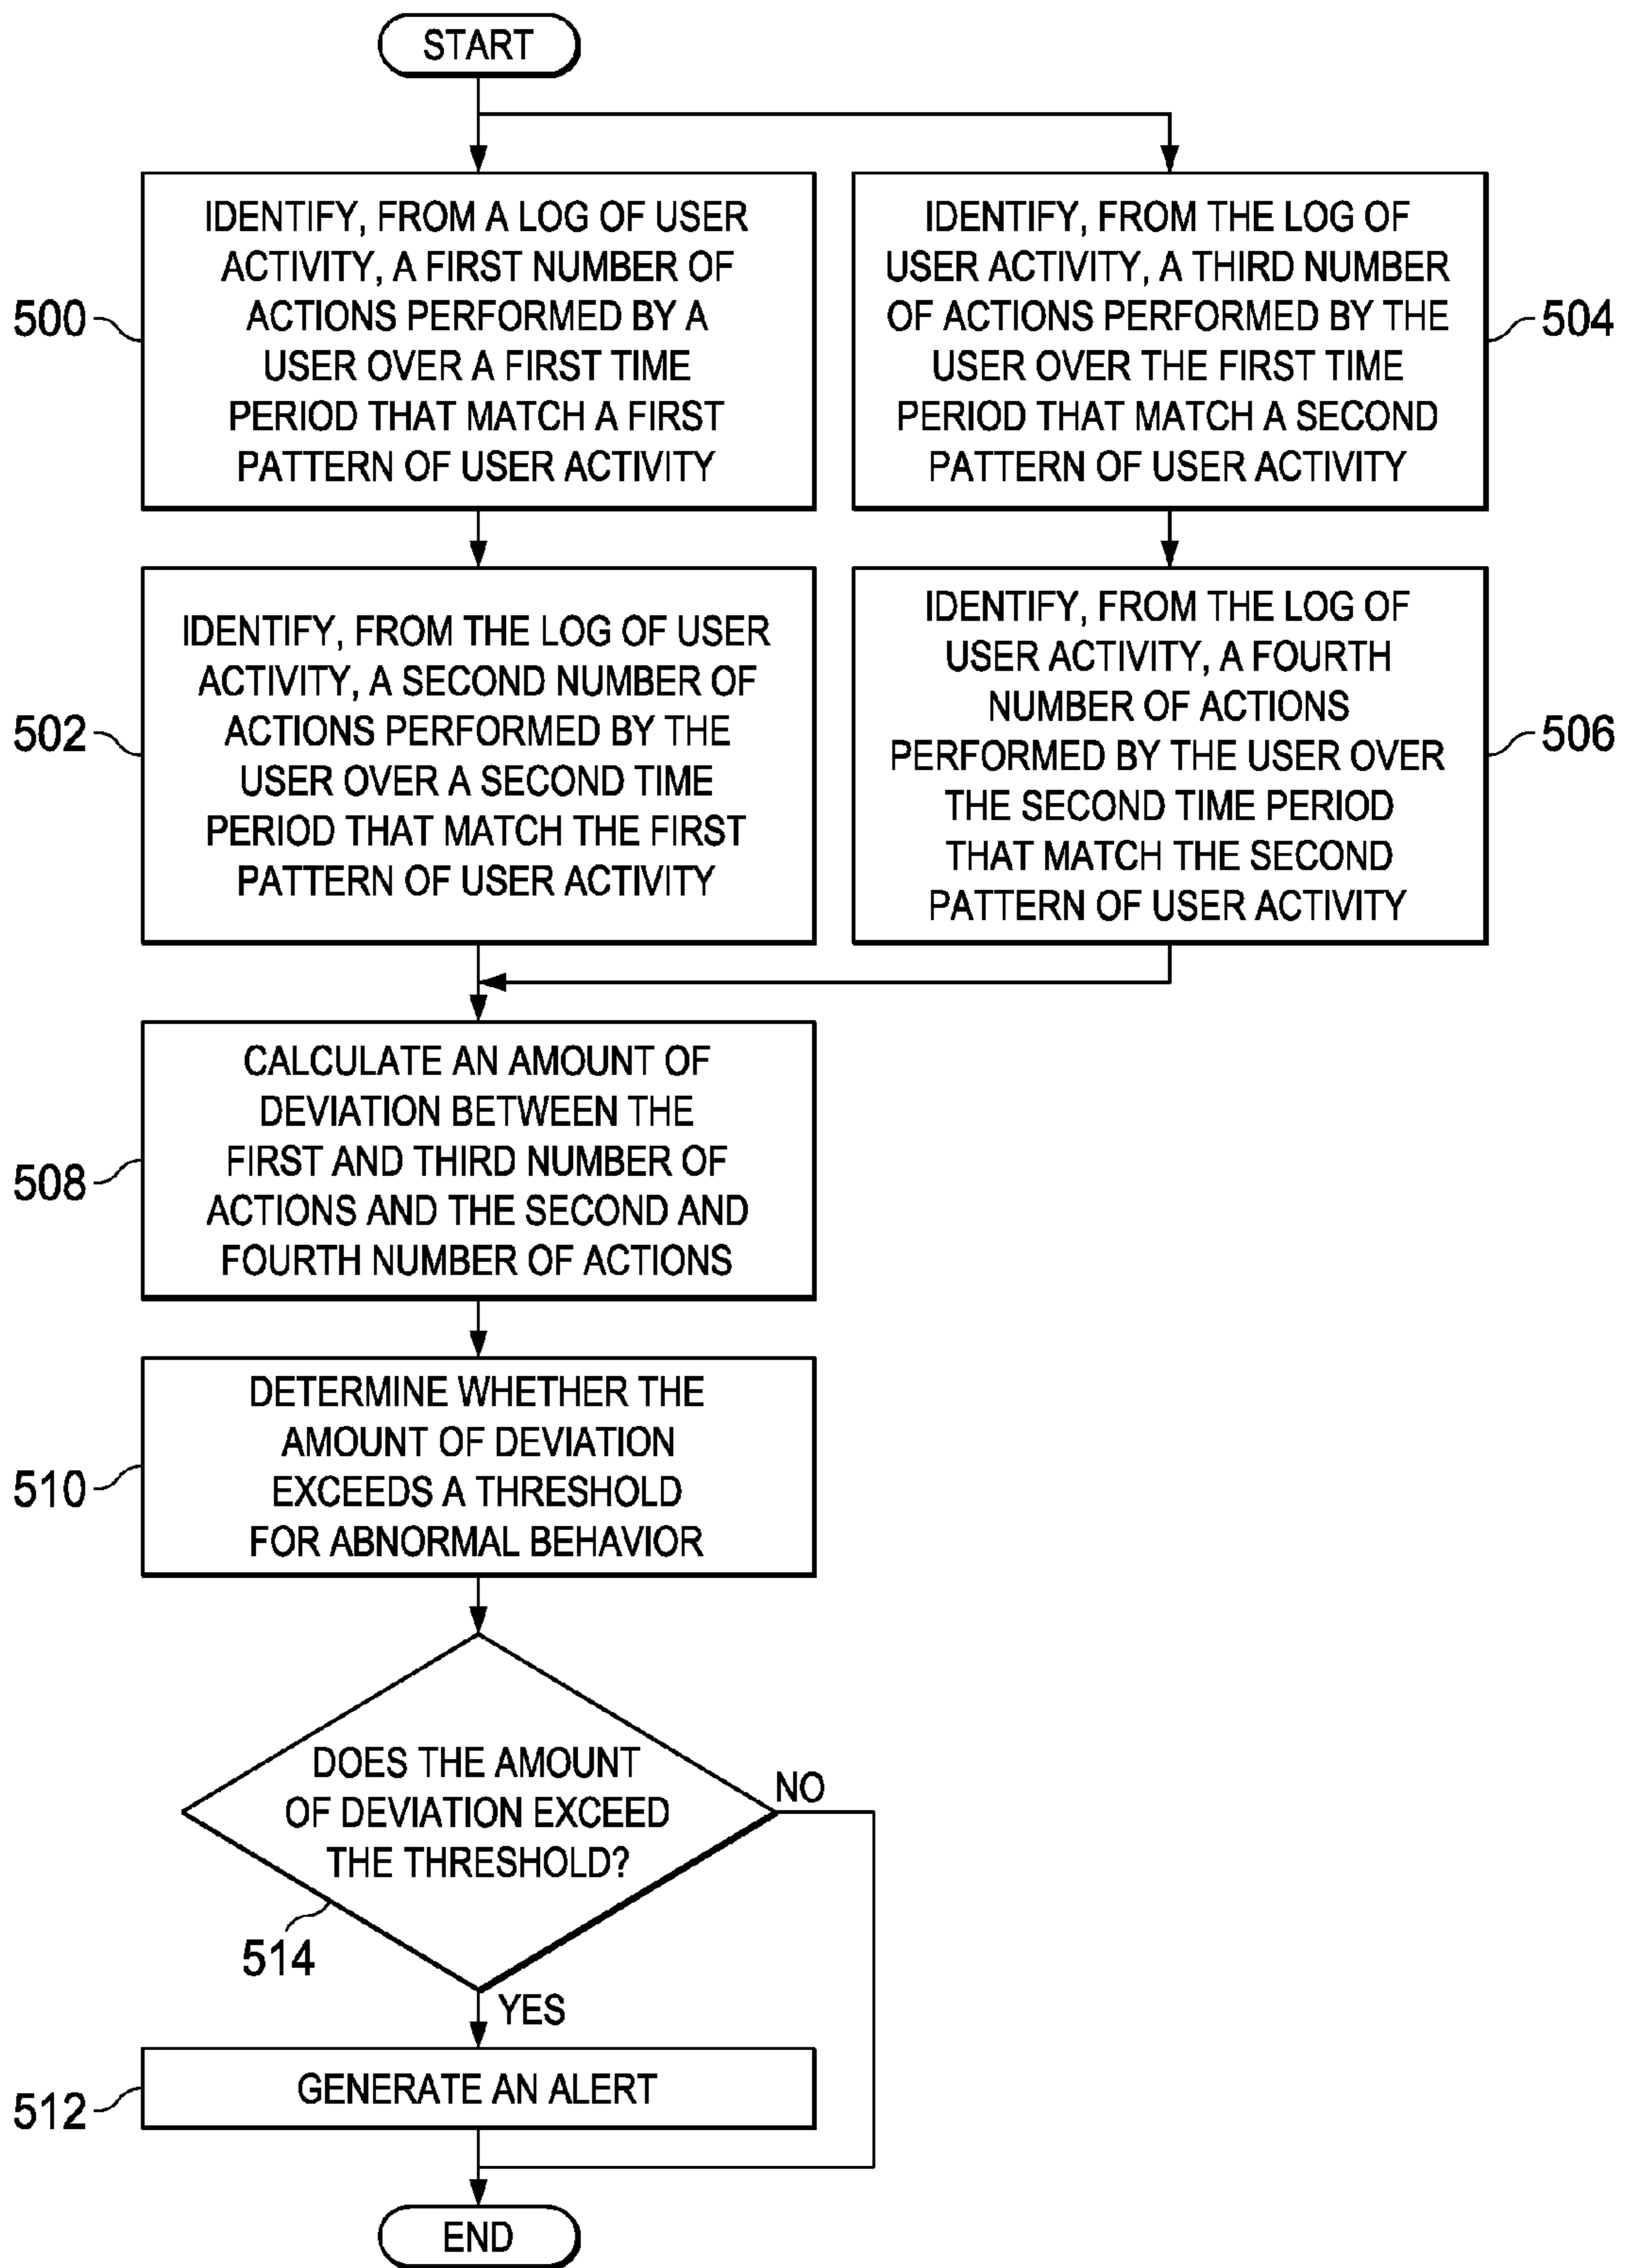 START
IDENTIFY, FROM A LOG OF USER
ACTIVITY, A FIRST NUMBER OF
ACTIONS PERFORMED BY A
USER OVER A FIRST TIME
PERIOD THAT MATCH A FIRST
PATTERN OF USER ACTIVITY
500
IDENTIFY, FROM THE LOG OF
USER ACTIVITY, A THIRD NUMBER
OF ACTIONS PERFORMED BY THE
USER OVER THE FIRST TIME
PERIOD THAT MATCH A SECOND
PATTERN OF USER ACTIVITY
504
IDENTIFY, FROM THE LOG OF USER
ACTIVITY, A SECOND NUMBER OF
ACTIONS PERFORMED BY THE
USER OVER A SECOND TIME
PERIOD THAT MATCH THE FIRST
PATTERN OF USER ACTIVITY
502
IDENTIFY, FROM THE LOG OF
USER ACTIVITY, A FOURTH
NUMBER OF ACTIONS
PERFORMED BY THE USER OVER
THE SECOND TIME PERIOD
THAT MATCH THE SECOND
PATTERN OF USER ACTIVITY
506
CALCULATE AN AMOUNT OF
DEVIATION BETWEEN THE
FIRST AND THIRD NUMBER OF
ACTIONS AND THE SECOND AND
FOURTH NUMBER OF ACTIONS
508
DETERMINE WHETHER THE
AMOUNT OF DEVIATION
EXCEEDS A THRESHOLD
FOR ABNORMAL BEHAVIOR
510
DOES THE AMOUNT
OF DEVIATION EXCEED
THE THRESHOLD?
NO
514
YES
GENERATE AN ALERT
512
END